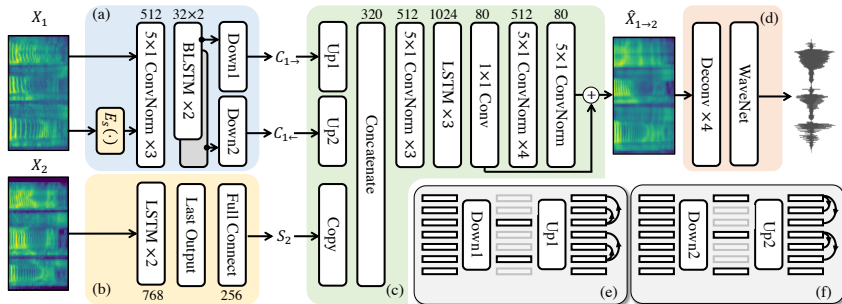 X₁
(a)
512
32×2
5×1 ConvNorm ×3
BLSTM ×2
Down1
Down2
E_s(·)
C₁→
C₁←
X₂
(b)
LSTM ×2
768
Last Output
Full Connect
256
S₂
Up1
Up2
Copy
320
Concatenate
512
5×1 ConvNorm ×3
1024
LSTM ×3
80
1×1 Conv
512
5×1 ConvNorm ×4
80
5×1 ConvNorm
+
(c)
X̂₁→₂
(d)
Deconv ×4
WaveNet
Down1
Up1
(e)
Down2
Up2
(f)